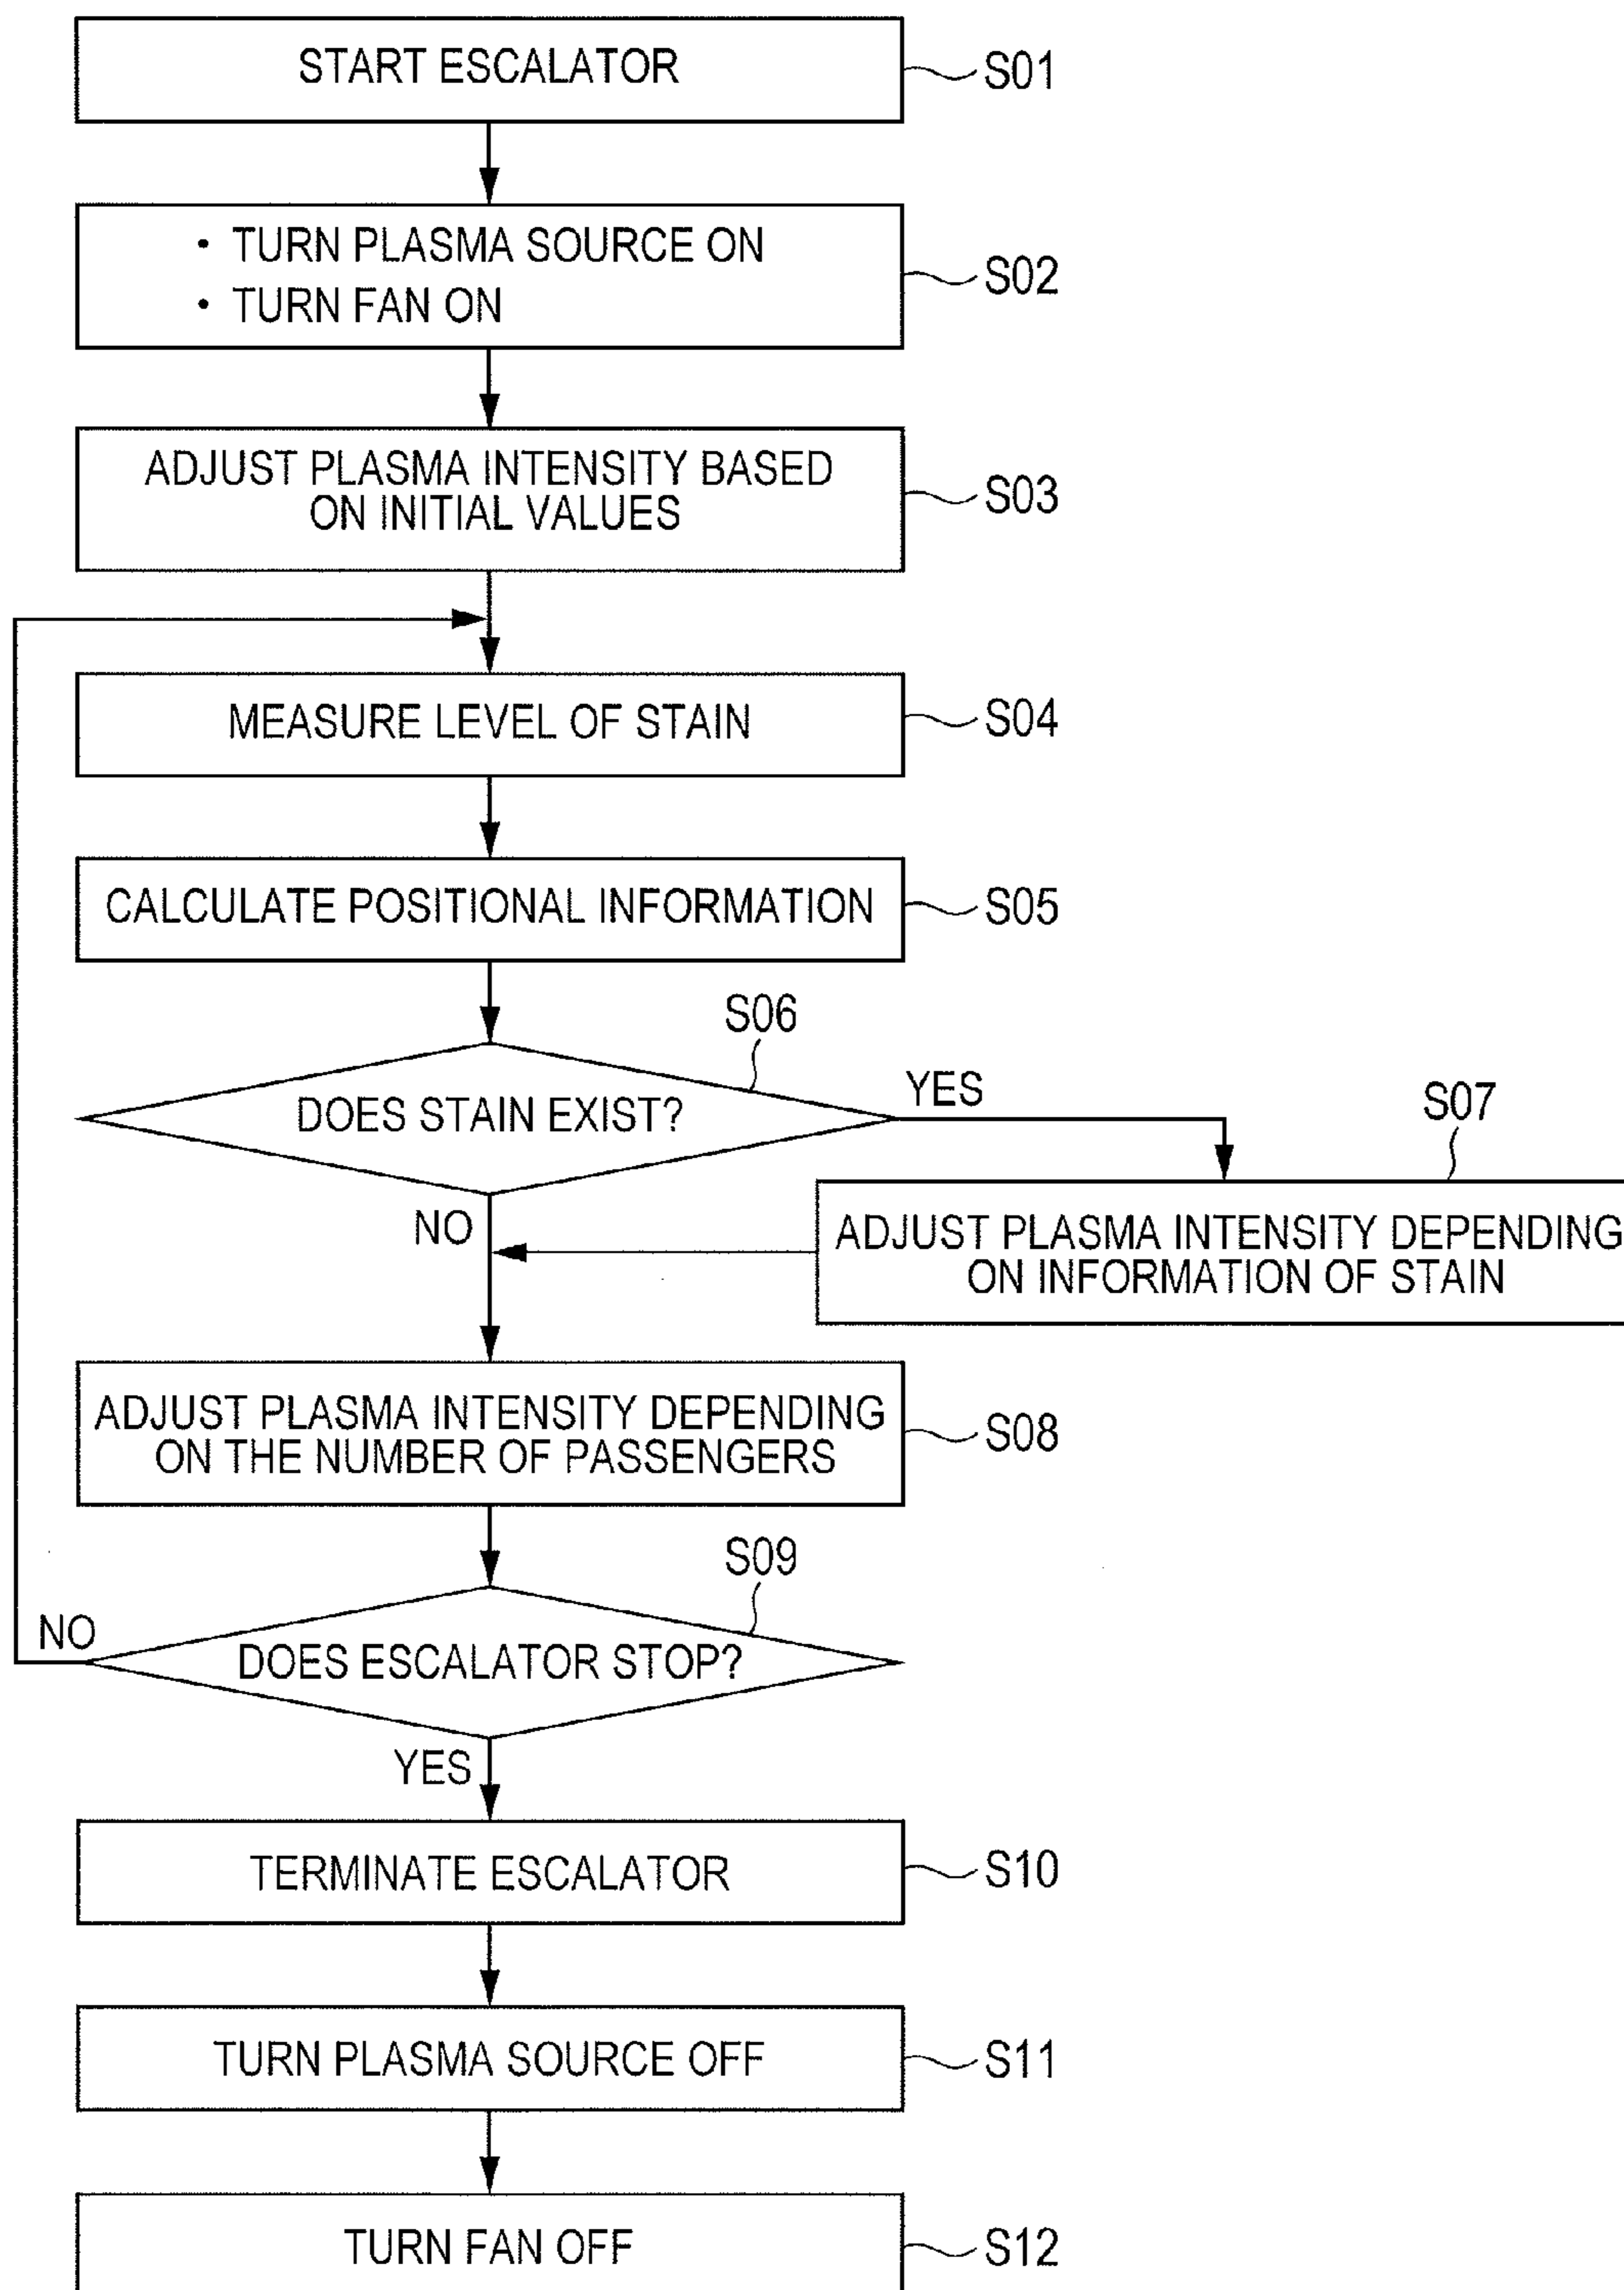 START ESCALATOR
S01
• TURN PLASMA SOURCE ON
• TURN FAN ON
S02
ADJUST PLASMA INTENSITY BASED
ON INITIAL VALUES
S03
MEASURE LEVEL OF STAIN
S04
CALCULATE POSITIONAL INFORMATION
S05
S06
DOES STAIN EXIST?
YES
NO
S07
ADJUST PLASMA INTENSITY DEPENDING
ON INFORMATION OF STAIN
ADJUST PLASMA INTENSITY DEPENDING
ON THE NUMBER OF PASSENGERS
S08
S09
DOES ESCALATOR STOP?
NO
YES
TERMINATE ESCALATOR
S10
TURN PLASMA SOURCE OFF
S11
TURN FAN OFF
S12